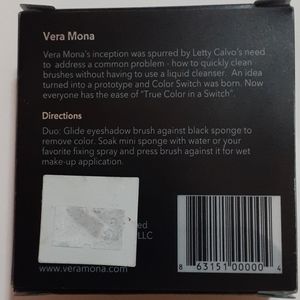 Vera Mona
Vera Mona's inception was spurred by Letty Calvo's need
to address a common problem - how to quickly clean
brushes without having to use a liquid cleanser. An idea
turned into a prototype and Color Switch was born. Now
everyone has the ease of "True Color in a Switch".
Directions
Duo: Glide eyeshadow brush against black sponge to
remove color. Soak mini sponge with water or your
favorite fixing spray and press brush against it for wet
make-up application.
LLC
www.veramona.com
8 63151 00000 4